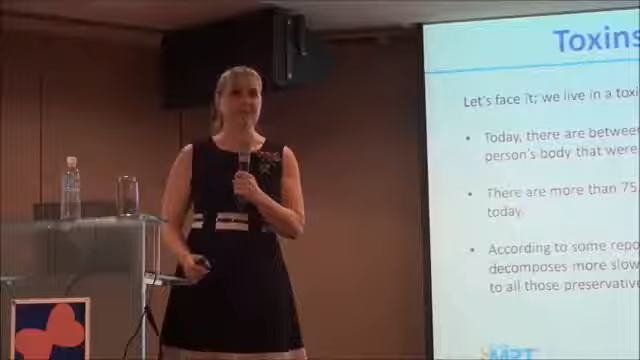 Toxins
Let's face it; we live in a toxi
• Today, there are between
person's body that were
• There are more than 75,
today.
• According to some repo
decomposes more slow
to all those preservative
MRT